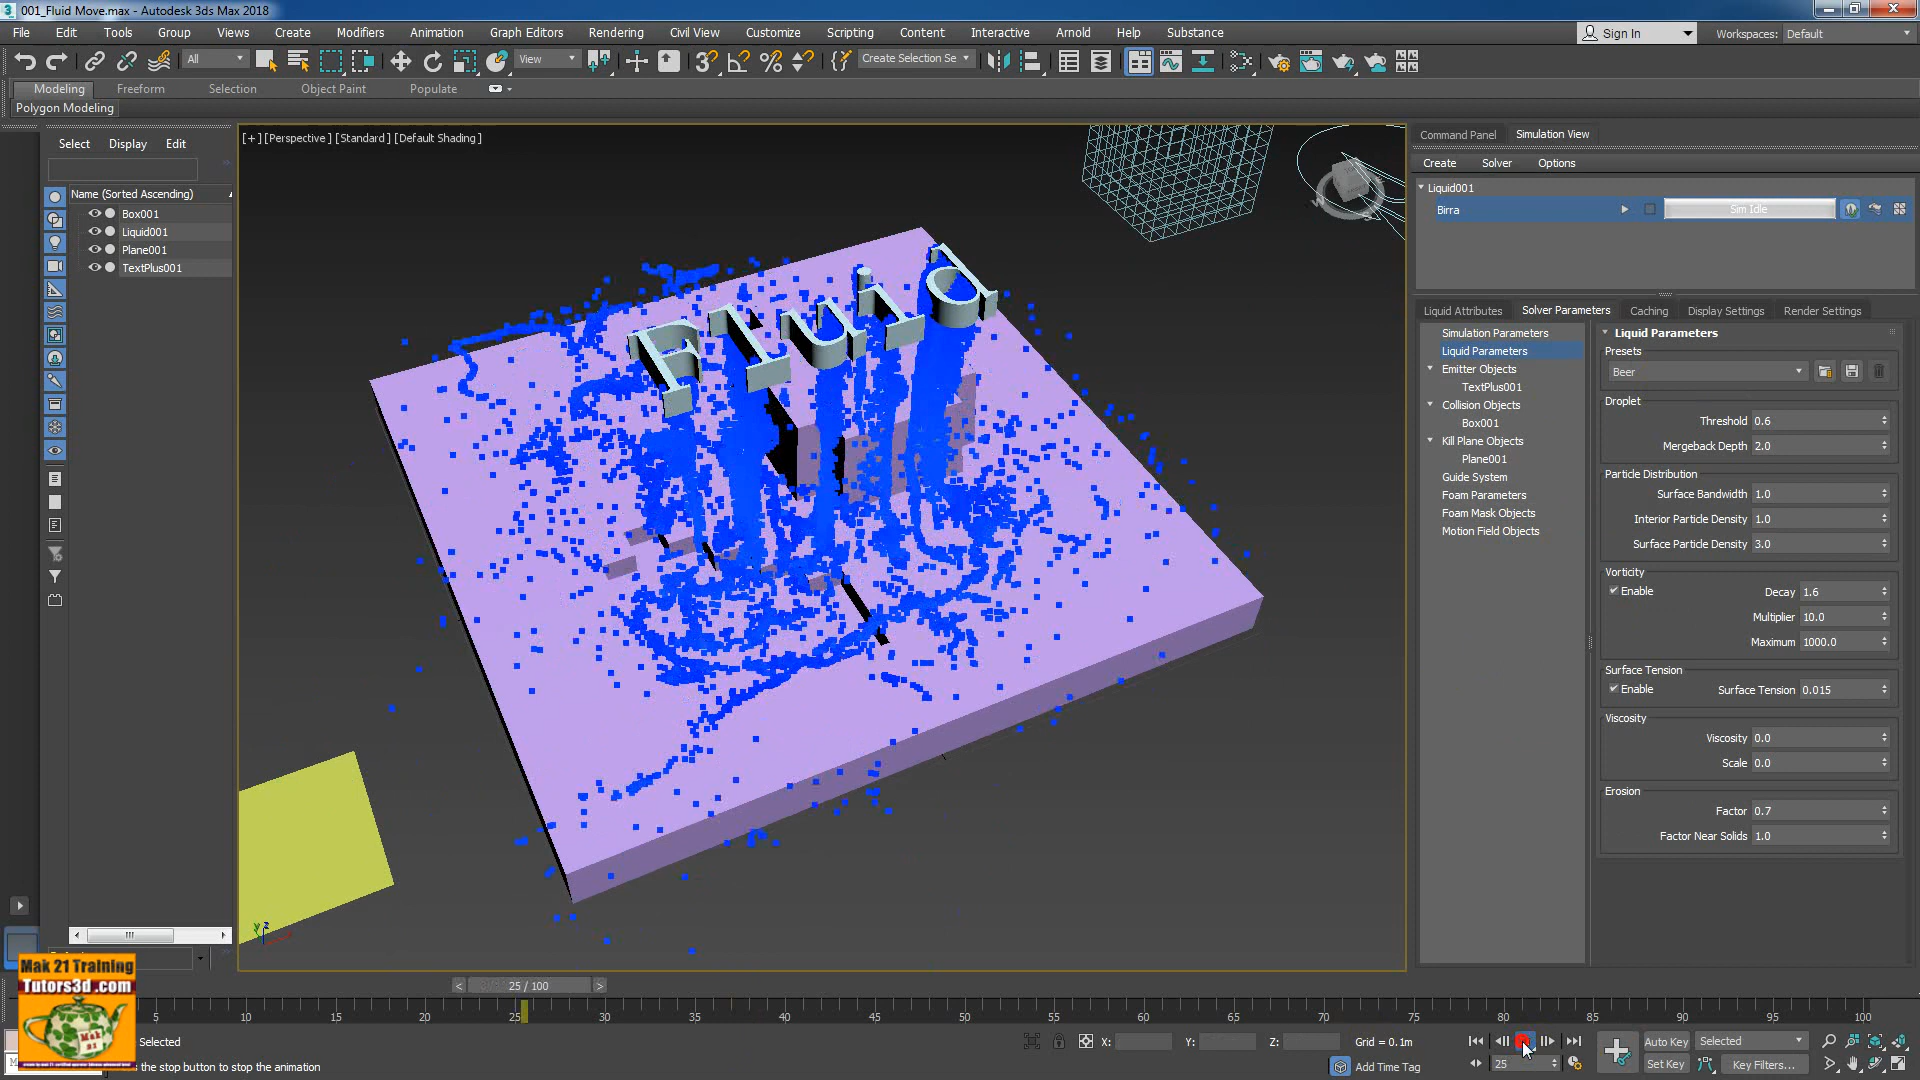 001_Fluid Move.max - Autodesk 3ds Max 2018
File Edit Tools Group Views Create Modifiers Animation Graph Editors Rendering Civil View Customize Scripting Content Interactive Arnold Help Substance
Sign In
Workspaces: Default
All
View
Create Selection Se
Modeling Freeform Selection Object Paint Populate
Polygon Modeling
Select Display Edit
Name (Sorted Ascending)
Box001
Liquid001
Plane001
TextPlus001
[+] [Perspective] [Standard] [Default Shading]
Fluid
Command Panel Simulation View
Create Solver Options
Liquid001
Birra
Sim Idle
Liquid Attributes Solver Parameters Caching Display Settings Render Settings
Simulation Parameters
Liquid Parameters
Emitter Objects
TextPlus001
Collision Objects
Box001
Kill Plane Objects
Plane001
Guide System
Foam Parameters
Foam Mask Objects
Motion Field Objects
Liquid Parameters
Presets
Beer
Droplet
Threshold 0.6
Mergeback Depth 2.0
Particle Distribution
Surface Bandwidth 1.0
Interior Particle Density 1.0
Surface Particle Density 3.0
Vorticity
Enable Decay 1.6
Multiplier 10.0
Maximum 1000.0
Surface Tension
Enable Surface Tension 0.015
Viscosity
Viscosity 0.0
Scale 0.0
Erosion
Factor 0.7
Factor Near Solids 1.0
Mak 21 Training
Tutors3d .com
Mak 21
< 25 / 100 >
5 10 15 20 25 30 35 40 45 50 55 60 65 70 75 80 85 90 95 100
Selected
X: Y: Z: Grid = 0.1m
Auto Key Selected
the stop button to stop the animation
Add Time Tag
25
Set Key Key Filters...